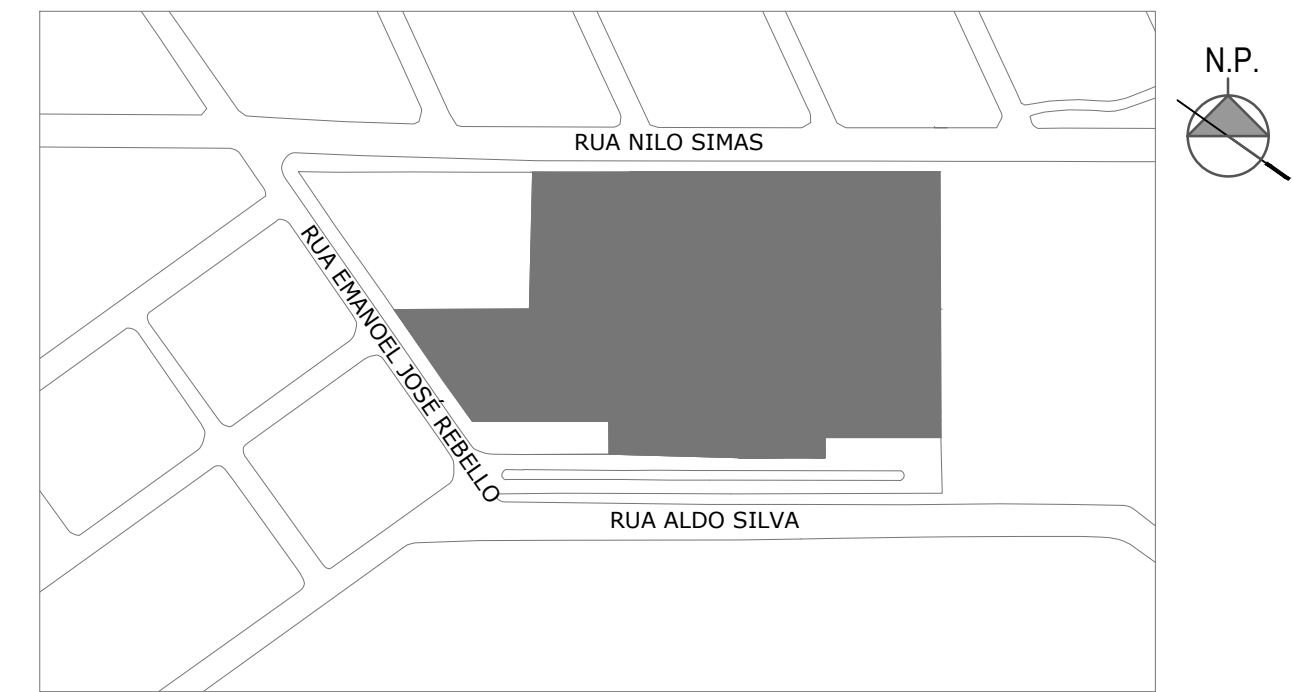 N.P.
RUA NILO SIMAS
RUA EMANOEL JOSÉ REBELLO
RUA ALDO SILVA